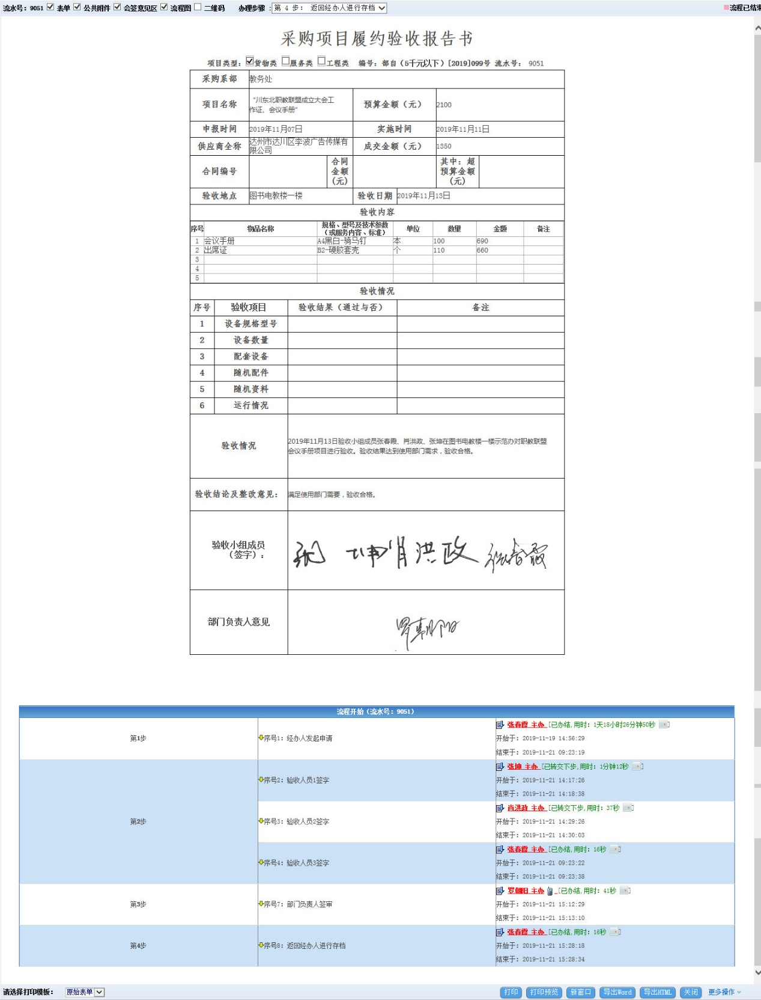 流水号：9051 表单 公共附件 会签意见区 流程图 二维码 办理步骤：第 4 步： 返回经办人进行存档 流程已结束
采购项目履约验收报告书
项目类型：货物类 服务类 工程类 编号：部自（5千元以下）[2019]099号 流水号： 9051
采购系部 教务处
项目名称 “川东北职教联盟成立大会工作证、会议手册” 预算金额（元） 2100
申报时间 2019年11月07日 实施时间 2019年11月11日
供应商全称 达州市达川区李波广告传媒有限公司 成交金额（元） 1350
合同编号 合同金额（元） 其中：超预算金额（元）
验收地点 图书电教楼一楼 验收日期 2019年11月13日
验收内容
序号 物品名称 规格、型号及技术参数（或服务内容、标准） 单位 数量 金额 备注
1 会议手册 A4黑白-骑马钉 本 100 690
2 出席证 B2-硬胶套壳 个 110 660
3
4
5
验收情况
序号 验收项目 验收结果（通过与否） 备注
1 设备规格型号
2 设备数量
3 配套设备
4 随机配件
5 随机资料
6 运行情况
验收情况 2019年11月13日验收小组成员张春霞、肖洪政、张坤在图书电教楼一楼示范办对职教联盟
会议手册项目进行验收。验收结果达到使用部门需求，验收合格。
验收结论及整改意见： 满足使用部门需要，验收合格。
验收小组成员（签字）： 张 坤 肖洪政 张春霞
部门负责人意见 罗朝阳
流程开始（流水号：9051）
第1步 序号1：经办人发起申请 张春霞 主办 [已办结,用时：1天18小时26分钟50秒 ]
开始于：2019-11-19 14:56:29
结束于：2019-11-21 09:23:19
第2步 序号2：验收人员1签字 张坤 主办 [已转交下步,用时：1分钟12秒 ]
开始于：2019-11-21 14:17:26
结束于：2019-11-21 14:18:38
序号3：验收人员2签字 肖洪政 主办 [已转交下步,用时：37秒 ]
开始于：2019-11-21 14:29:26
结束于：2019-11-21 14:30:03
序号4：验收人员3签字 张春霞 主办 [已办结,用时：16秒 ]
开始于：2019-11-21 09:23:22
结束于：2019-11-21 09:23:38
第3步 序号7：部门负责人签审 罗朝阳 主办 [已办结,用时：41秒 ]
开始于：2019-11-21 15:12:29
结束于：2019-11-21 15:13:10
第4步 序号8：返回经办人进行存档 张春霞 主办 [已办结,用时：16秒 ]
开始于：2019-11-21 15:28:18
结束于：2019-11-21 15:28:34
请选择打印模板： 原始表单 打印 打印预览 新窗口 导出Word 导出HTML 关闭 更多操作